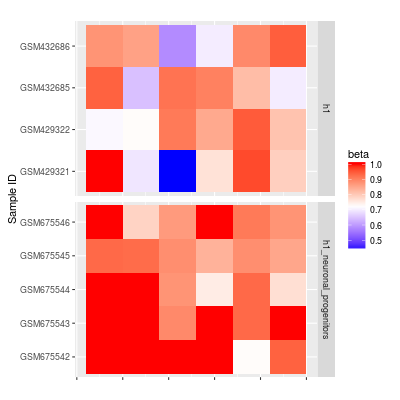 GSM432686
GSM432685
GSM429322
GSM429321
h1
GSM675546
GSM675545
GSM675544
GSM675543
GSM675542
h1_neuronal_progenitors
Sample ID
beta
1.0
0.9
0.8
0.7
0.6
0.5